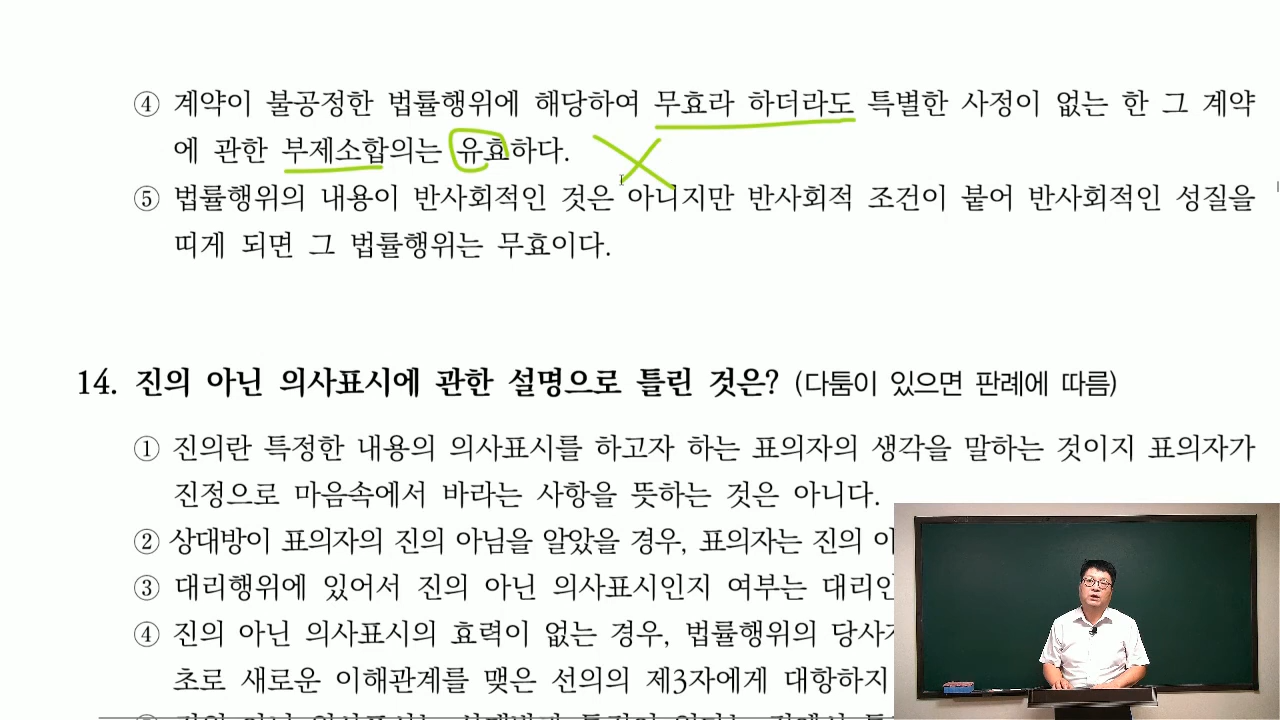 ④ 계약이 불공정한 법률행위에 해당하여 무효라 하더라도 특별한 사정이 없는 한 그 계약
에 관한 부제소합의는 유효하다.
⑤ 법률행위의 내용이 반사회적인 것은 아니지만 반사회적 조건이 붙어 반사회적인 성질을
띠게 되면 그 법률행위는 무효이다.
14. 진의 아닌 의사표시에 관한 설명으로 틀린 것은? (다툼이 있으면 판례에 따름)
① 진의란 특정한 내용의 의사표시를 하고자 하는 표의자의 생각을 말하는 것이지 표의자가
진정으로 마음속에서 바라는 사항을 뜻하는 것은 아니다.
② 상대방이 표의자의 진의 아님을 알았을 경우, 표의자는 진의
③ 대리행위에 있어서 진의 아닌 의사표시인지 여부는
④ 진의 아닌 의사표시의 효력이 없는 경우, 법률행위의
초로 새로운 이해관계를 맺은 선의의 제3자에게 대항하지